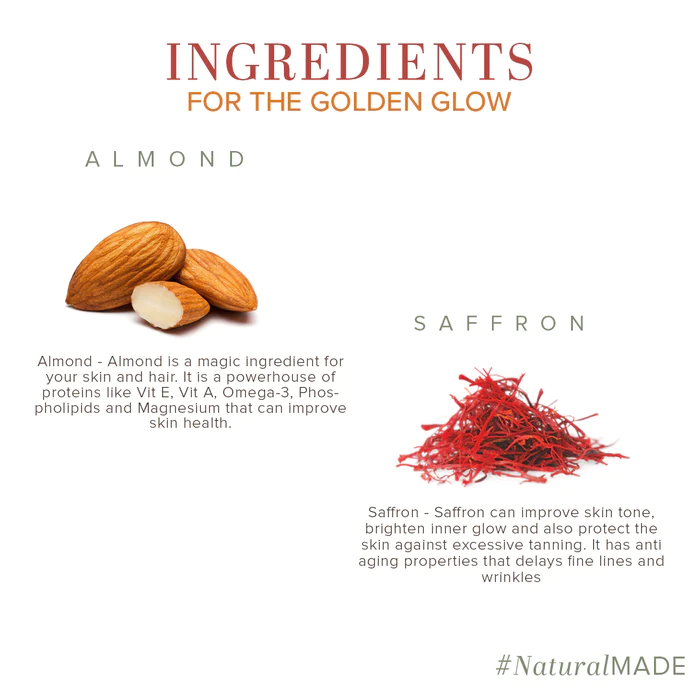 INGREDIENTS
FOR THE GOLDEN GLOW
ALMOND
Almond - Almond is a magic ingredient for
your skin and hair. It is a powerhouse of
proteins like Vit E, Vit A, Omega-3, Phos-
pholipids and Magnesium that can improve
skin health.
SAFFRON
Saffron - Saffron can improve skin tone,
brighten inner glow and also protect the
skin against excessive tanning. It has anti
aging properties that delays fine lines and
wrinkles
#NaturalMADE